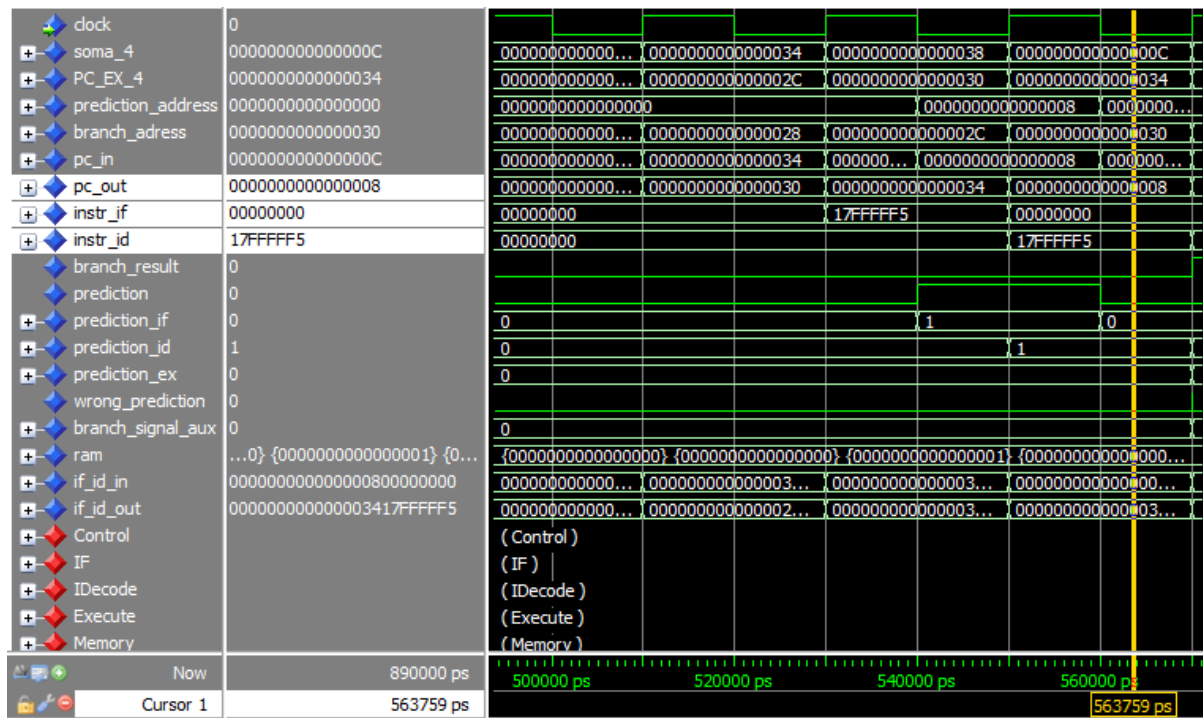 clock 0
soma_4 000000000000000C 000000000000... 0000000000000034 0000000000000038 000000000000000C
PC_EX_4 0000000000000034 000000000000... 000000000000002C 0000000000000030 0000000000000034
prediction_address 0000000000000000 0000000000000000 0000000000000008 0000000...
branch_adress 0000000000000030 000000000000... 0000000000000028 000000000000002C 0000000000000030
pc_in 000000000000000C 000000000000... 0000000000000034 000000... 0000000000000008 000000...
pc_out 0000000000000008 000000000000... 0000000000000030 0000000000000034 0000000000000008
instr_if 00000000 00000000 17FFFFF5 00000000
instr_id 17FFFFF5 00000000 17FFFFF5
branch_result 0
prediction 0
prediction_if 0 0 1 0
prediction_id 1 0 1
prediction_ex 0 0
wrong_prediction 0
branch_signal_aux 0 0
ram ...0} {0000000000000001} {0... {0000000000000000} {0000000000000000} {0000000000000001} {000000000000000...
if_id_in 000000000000000800000000 000000000000... 000000000000003... 000000000000003... 000000000000000...
if_id_out 000000000000003417FFFFF5 000000000000... 000000000000002... 000000000000003... 000000000000003...
Control ( Control )
IF ( IF )
IDecode ( IDecode )
Execute ( Execute )
Memory ( Memory )
Now 890000 ps 500000 ps 520000 ps 540000 ps 560000 ps
Cursor 1 563759 ps 563759 ps